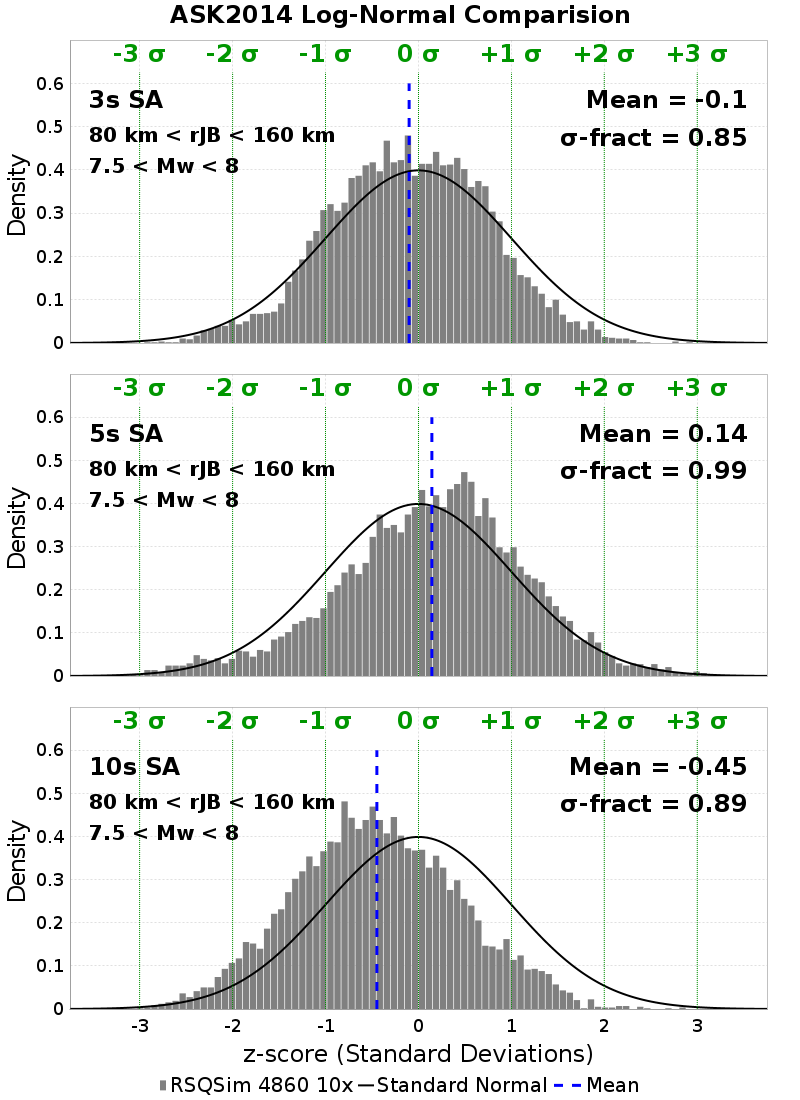 ASK2014 Log-Normal Comparision
-3 σ -2 σ -1 σ 0 σ +1 σ +2 σ +3 σ
0.6
3s SA Mean = -0.1
0.5
80 km < rJB < 160 km σ-fract = 0.85
7.5 < Mw < 8
0.4
0.3
0.2
0.1
0
Density
-3 σ -2 σ -1 σ 0 σ +1 σ +2 σ +3 σ
0.6
5s SA Mean = 0.14
0.5
80 km < rJB < 160 km σ-fract = 0.99
7.5 < Mw < 8
0.4
0.3
0.2
0.1
0
Density
-3 σ -2 σ -1 σ 0 σ +1 σ +2 σ +3 σ
0.6
10s SA Mean = -0.45
0.5
80 km < rJB < 160 km σ-fract = 0.89
7.5 < Mw < 8
0.4
0.3
0.2
0.1
0
Density
-3 -2 -1 0 1 2 3
z-score (Standard Deviations)
RSQSim 4860 10x Standard Normal Mean